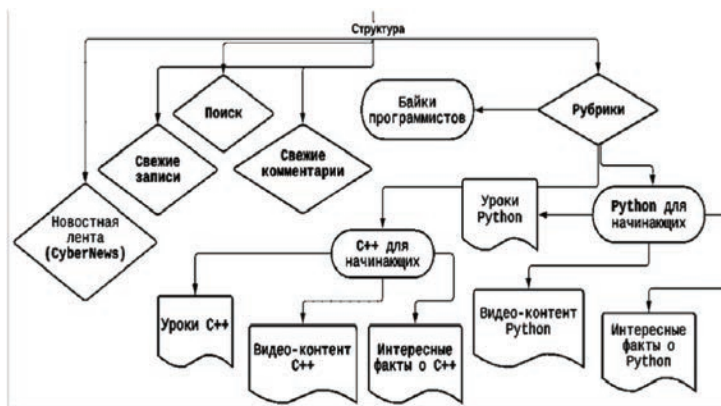 Структура
Поиск
Байки
программистов
Рубрики
Свежие
записи
Свежие
комментарии
Новостная
лента
(CyberNews)
Уроки
Python
Python для
начинающих
C++ для
начинающих
Уроки C++
Видео-контент
C++
Интересные
факты о C++
Видео-контент
Python
Интересные
факты о
Python